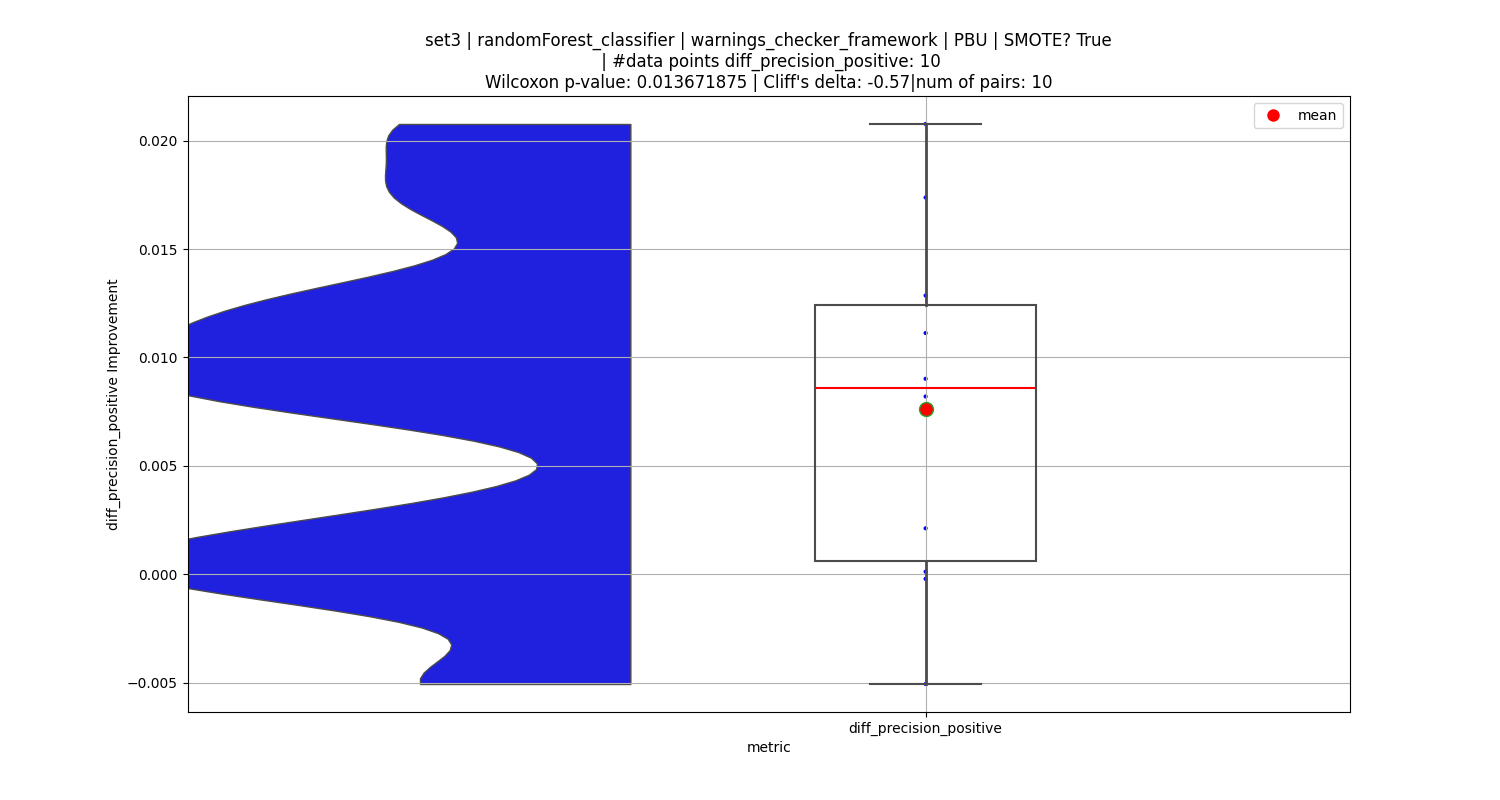 set3 | randomForest_classifier | warnings_checker_framework | PBU | SMOTE? True
| #data points diff_precision_positive: 10
Wilcoxon p-value: 0.013671875 | Cliff's delta: -0.57|num of pairs: 10
mean
0.020
0.015
0.010
0.005
0.000
−0.005
diff_precision_positive Improvement
diff_precision_positive
metric